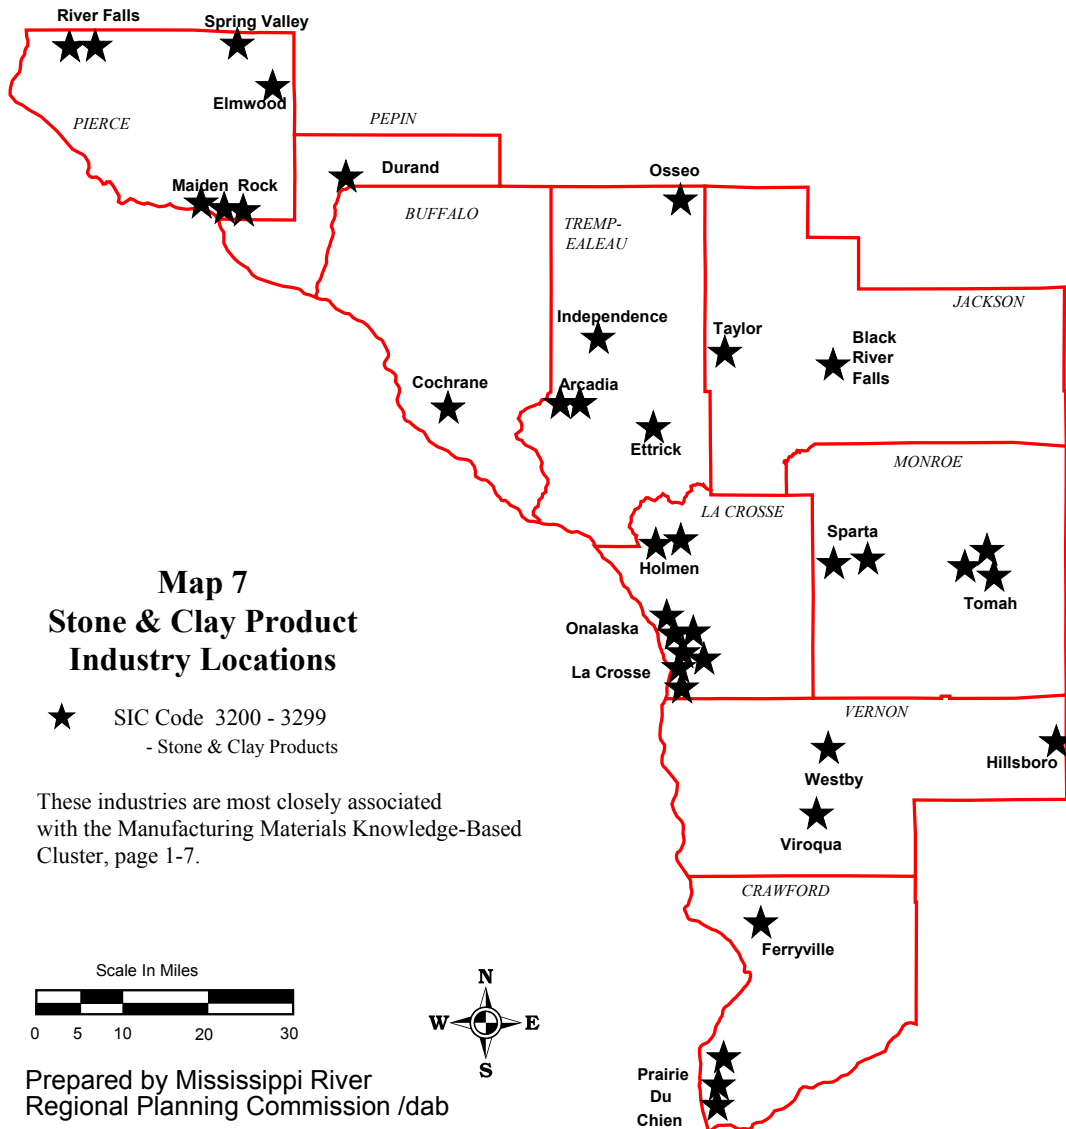 River Falls
Spring Valley
Elmwood
PIERCE
PEPIN
Durand
Osseo
Maiden Rock
BUFFALO
TREMP-
EALEAU
JACKSON
Independence
Taylor
Black
River
Falls
Cochrane
Arcadia
Ettrick
MONROE
LA CROSSE
Sparta
Holmen
Tomah
Map 7
Stone & Clay Product
Industry Locations
Onalaska
La Crosse
SIC Code 3200 - 3299
- Stone & Clay Products
VERNON
Hillsboro
Westby
These industries are most closely associated
with the Manufacturing Materials Knowledge-Based
Cluster, page 1-7.
Viroqua
CRAWFORD
Ferryville
Scale In Miles
0 5 10 20 30
N
W E
S
Prairie
Du
Chien
Prepared by Mississippi River
Regional Planning Commission /dab